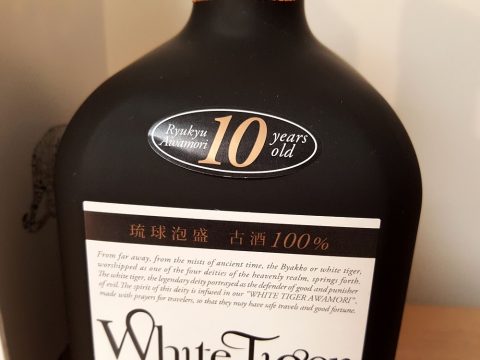 Ryukyu Awamori 10 years old
琉球泡盛 古酒100%
From far away, from the mists of ancient time, the Byakko or white tiger,
worshipped as one of the four deities of the heavenly realm, springs forth.
The white tiger, the legendary deity portrayed as the defender of good and punisher
of evil. The spirit of this deity is infused in our "WHITE TIGER AWAMORI",
made with prayers for travelers, so that they may have safe travels and good fortune.
White Tiger